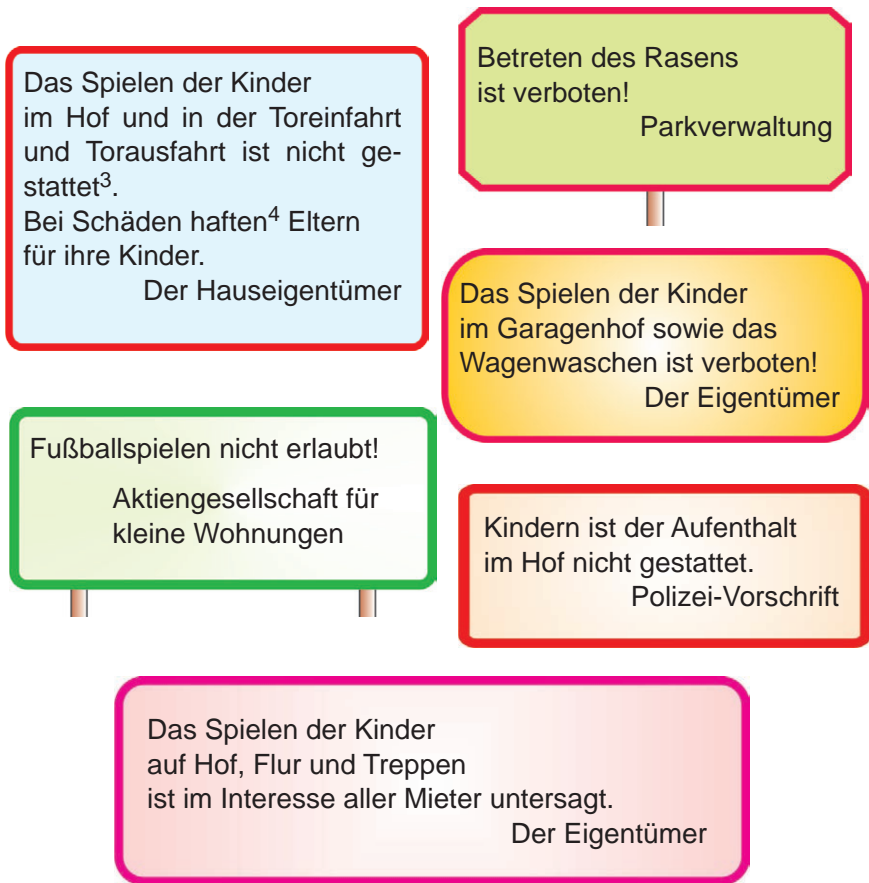 Das Spielen der Kinder
im Hof und in der Toreinfahrt
und Torausfahrt ist nicht ge-
stattet³.
Bei Schäden haften⁴ Eltern
für ihre Kinder.
Der Hauseigentümer
Betreten des Rasens
ist verboten!
Parkverwaltung
Das Spielen der Kinder
im Garagenhof sowie das
Wagenwaschen ist verboten!
Der Eigentümer
Fußballspielen nicht erlaubt!
Aktiengesellschaft für
kleine Wohnungen
Kindern ist der Aufenthalt
im Hof nicht gestattet.
Polizei-Vorschrift
Das Spielen der Kinder
auf Hof, Flur und Treppen
ist im Interesse aller Mieter untersagt.
Der Eigentümer